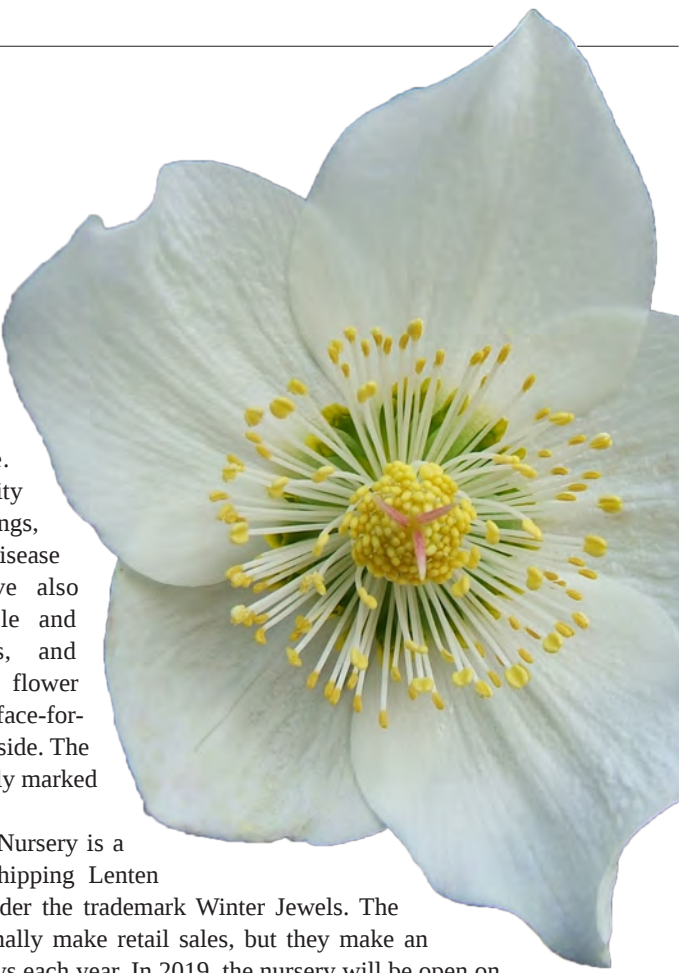 e.
ity
ngs,
isease
ve also
le and
s, and
flower
face-for-
side. The
ly marked
Nursery is a
hipping Lenten
der the trademark Winter Jewels. The
nally make retail sales, but they make an
ys each year. In 2019, the nursery will be open on